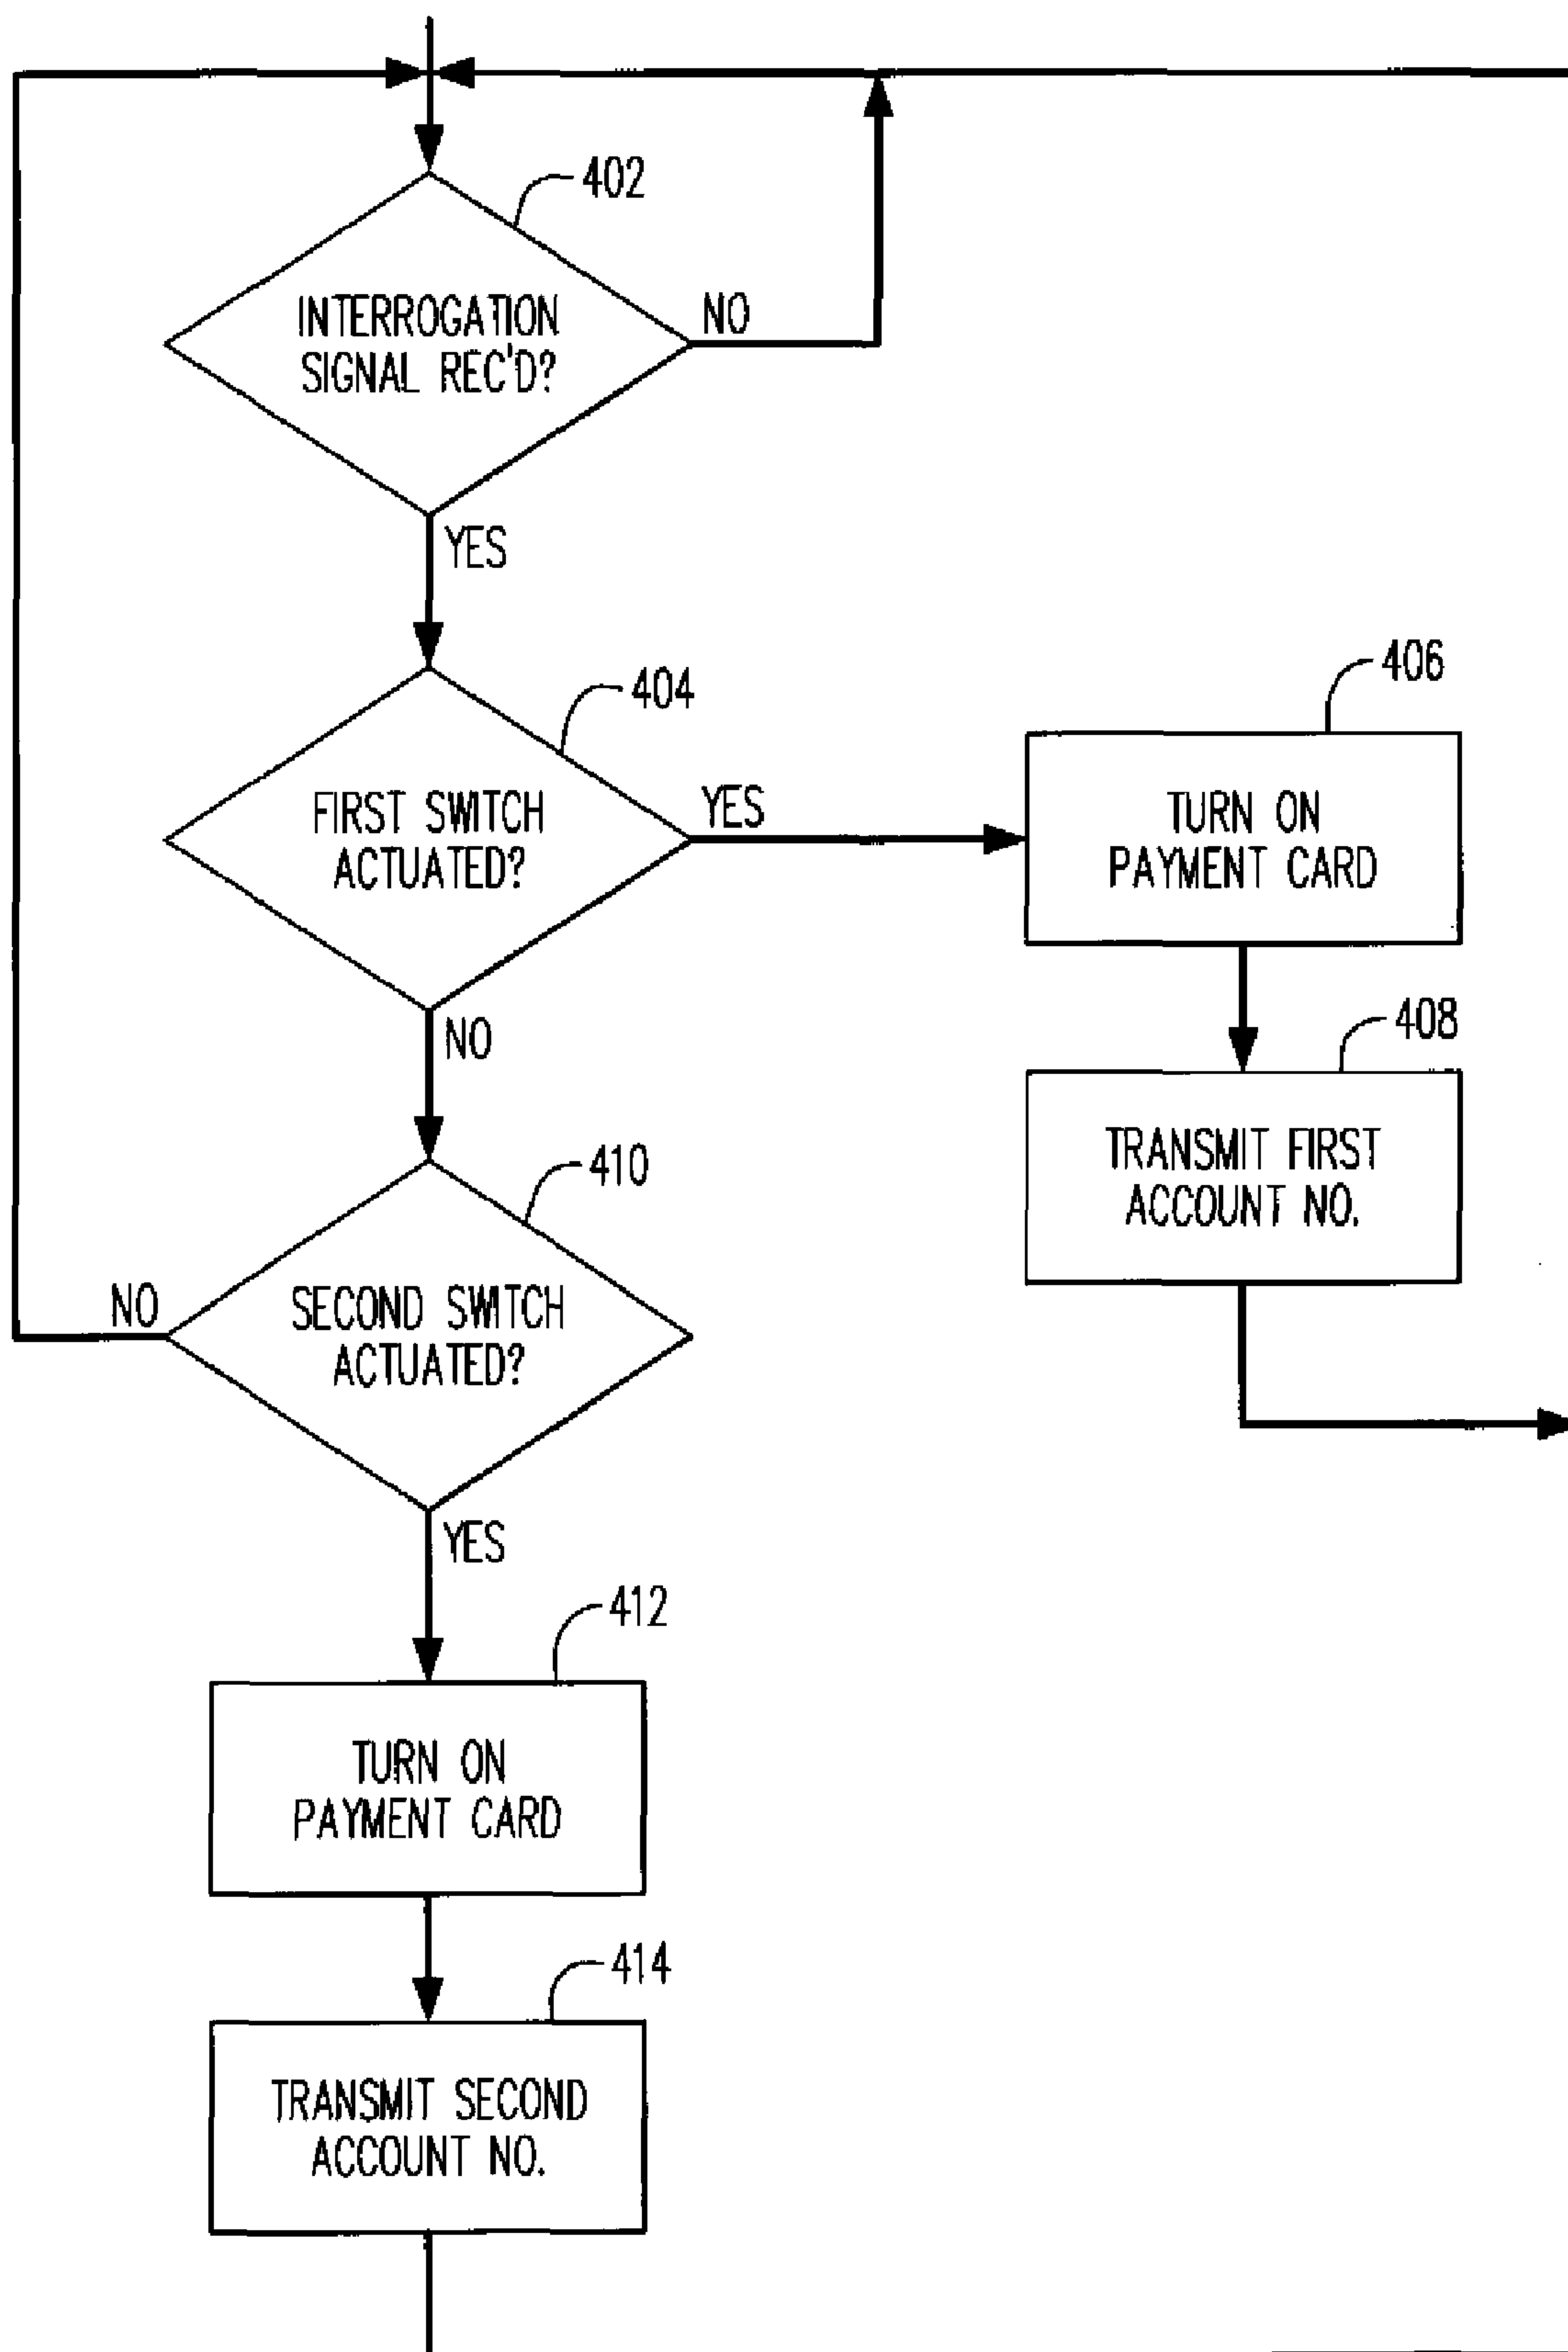 402
INTERROGATION
SIGNAL REC'D?
NO
YES
404
FIRST SWITCH
ACTUATED?
YES
NO
406
TURN ON
PAYMENT CARD
408
TRANSMIT FIRST
ACCOUNT NO.
410
SECOND SWITCH
ACTUATED?
NO
YES
412
TURN ON
PAYMENT CARD
414
TRANSMIT SECOND
ACCOUNT NO.